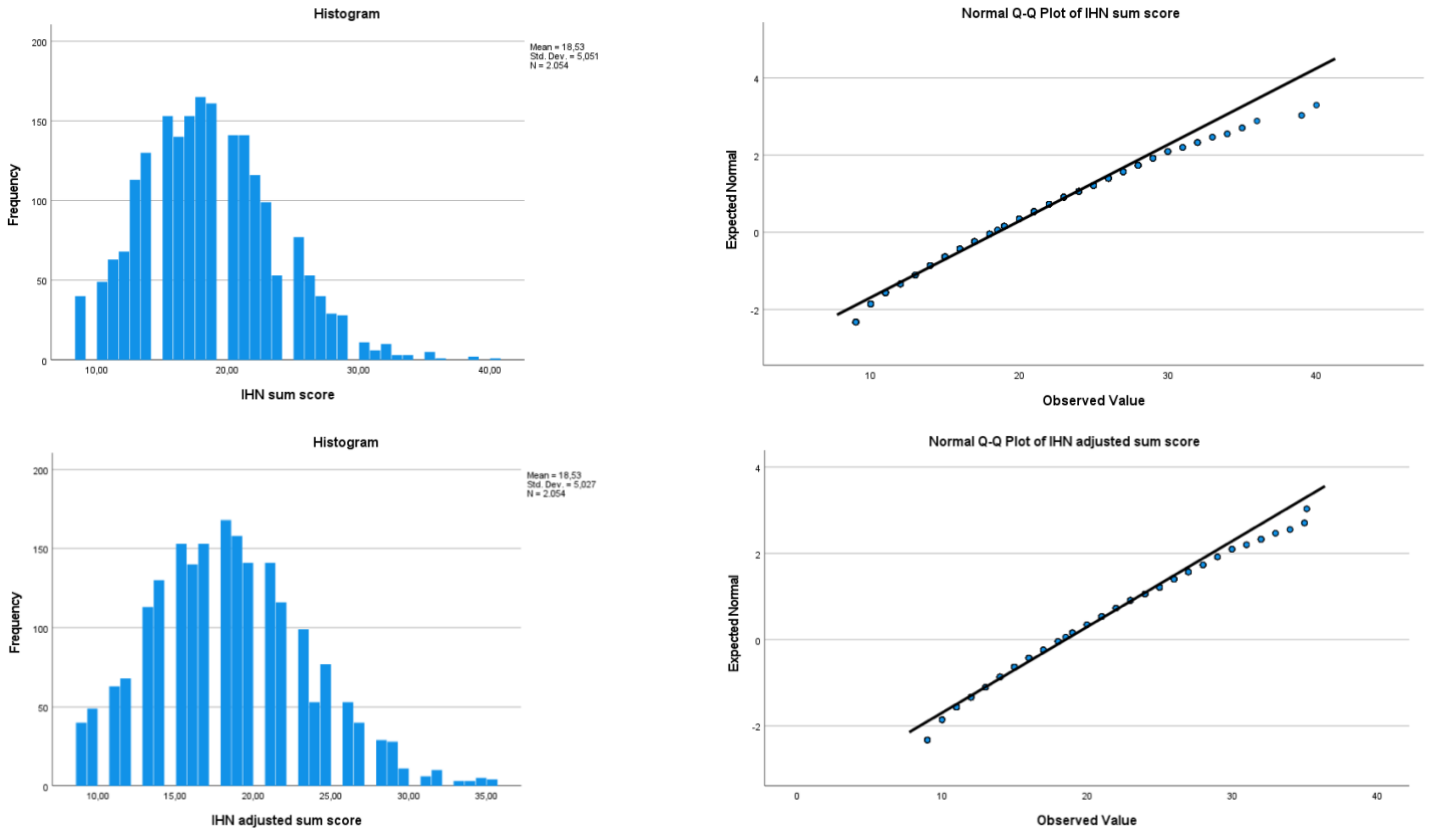 Histogram
200
150
100
50
0
Frequency
10,00
20,00
30,00
40,00
IHN sum score
Mean = 18,53
Std. Dev. = 5,051
N = 2.054
Normal Q-Q Plot of IHN sum score
4
2
0
-2
Expected Normal
10
20
30
40
Observed Value
Histogram
200
150
100
50
0
Frequency
10,00
15,00
20,00
25,00
30,00
35,00
IHN adjusted sum score
Mean = 18,53
Std. Dev. = 5,027
N = 2.054
Normal Q-Q Plot of IHN adjusted sum score
4
2
0
-2
Expected Normal
0
10
20
30
40
Observed Value